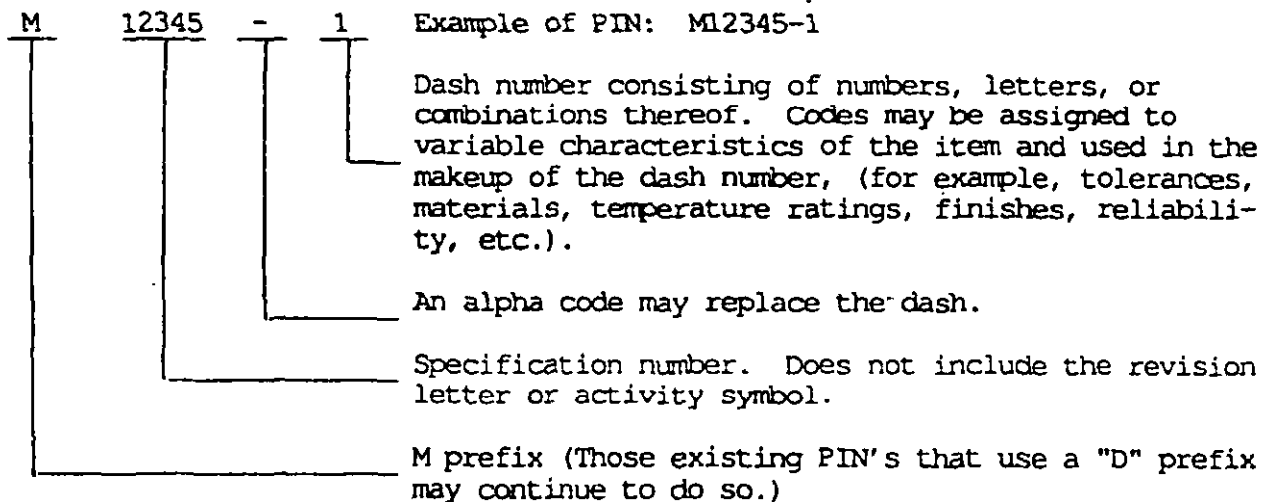 M 12345 - 1 Example of PIN: M12345-1
Dash number consisting of numbers, letters, or
combinations thereof. Codes may be assigned to
variable characteristics of the item and used in the
makeup of the dash number, (for example, tolerances,
materials, temperature ratings, finishes, reliabili-
ty, etc.).
An alpha code may replace the dash.
Specification number. Does not include the revision
letter or activity symbol.
M prefix (Those existing PIN's that use a "D" prefix
may continue to do so.)